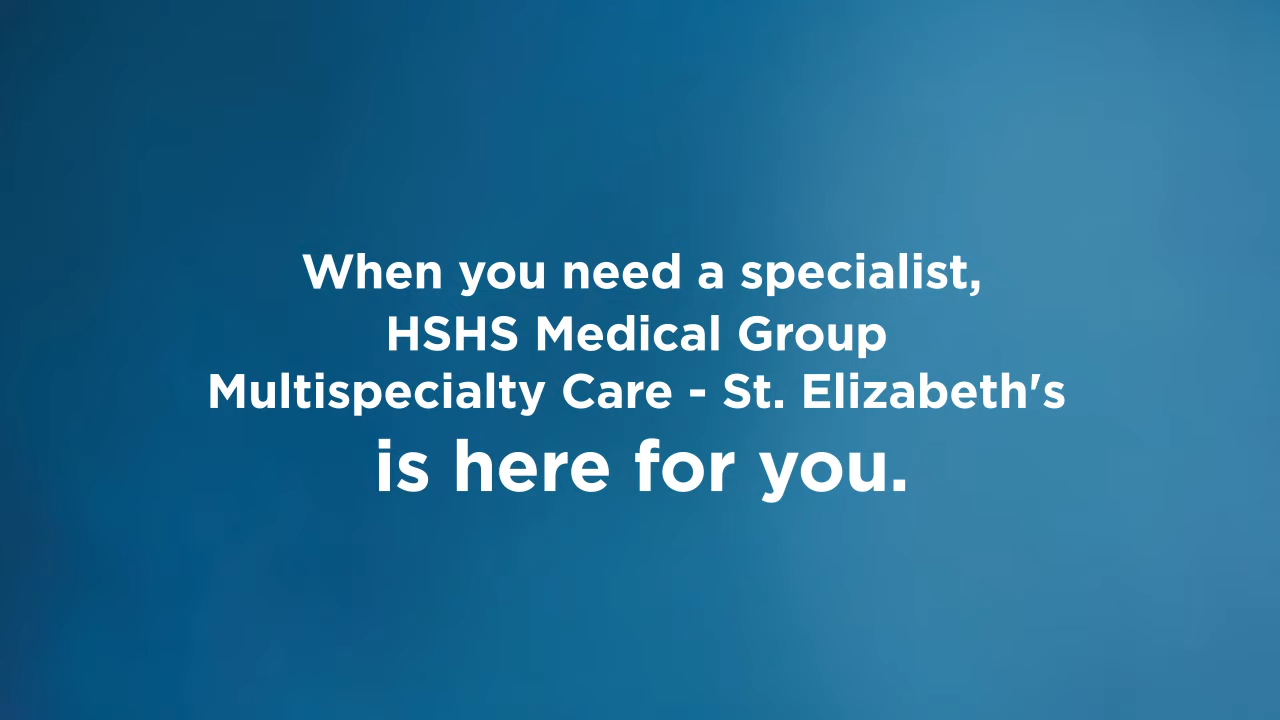 When you need a specialist,
HSHS Medical Group
Multispecialty Care - St. Elizabeth's
is here for you.